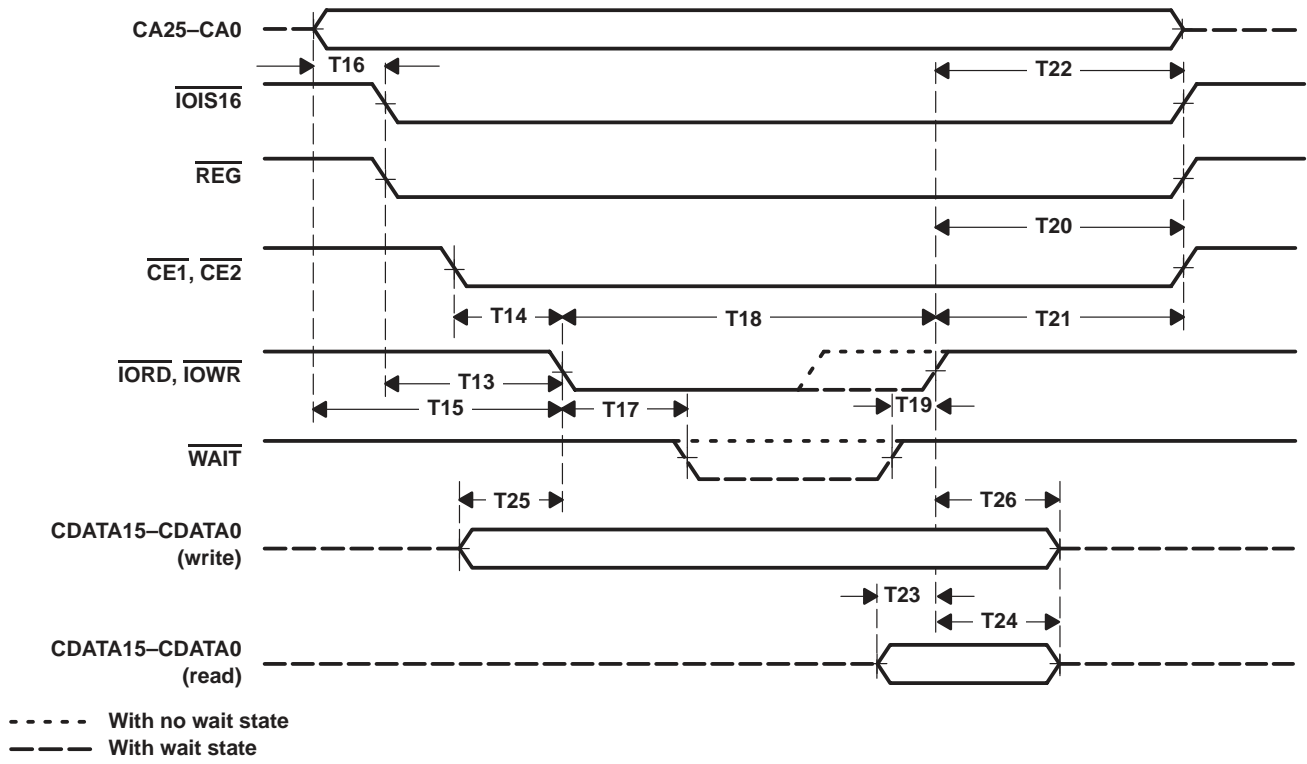 CA25–CA0
T16
T22
IOIS16
REG
T20
CE1, CE2
T14
T18
T21
IORD, IOWR
T13
T15
T17
T19
WAIT
T25
T26
CDATA15–CDATA0
(write)
T23
T24
CDATA15–CDATA0
(read)
With no wait state
With wait state